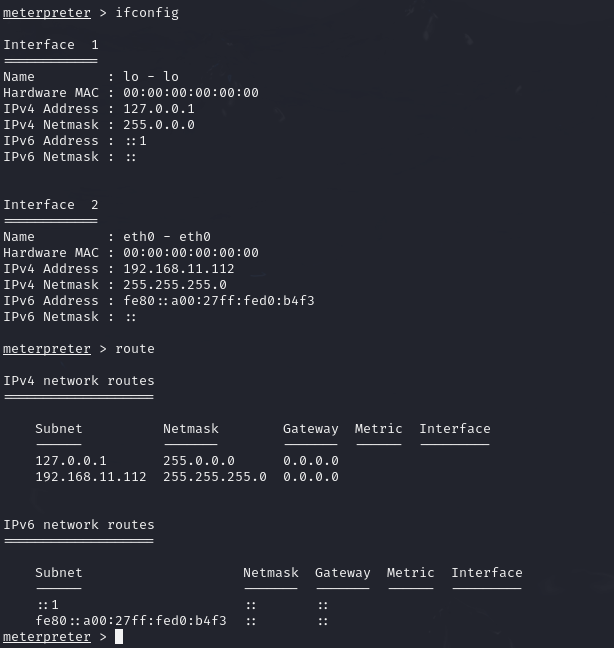 meterpreter > ifconfig
Interface  1
============
Name         : lo - lo
Hardware MAC : 00:00:00:00:00:00
IPv4 Address : 127.0.0.1
IPv4 Netmask : 255.0.0.0
IPv6 Address : ::1
IPv6 Netmask : ::
Interface  2
============
Name         : eth0 - eth0
Hardware MAC : 00:00:00:00:00:00
IPv4 Address : 192.168.11.112
IPv4 Netmask : 255.255.255.0
IPv6 Address : fe80::a00:27ff:fed0:b4f3
IPv6 Netmask : ::
meterpreter > route
IPv4 network routes
===================
    Subnet          Netmask        Gateway  Metric  Interface
    ------          -------        -------  ------  ---------
    127.0.0.1       255.0.0.0      0.0.0.0
    192.168.11.112  255.255.255.0  0.0.0.0
IPv6 network routes
===================
    Subnet                    Netmask  Gateway  Metric  Interface
    ------                    -------  -------  ------  ---------
    ::1                       ::       ::
    fe80::a00:27ff:fed0:b4f3  ::       ::
meterpreter >